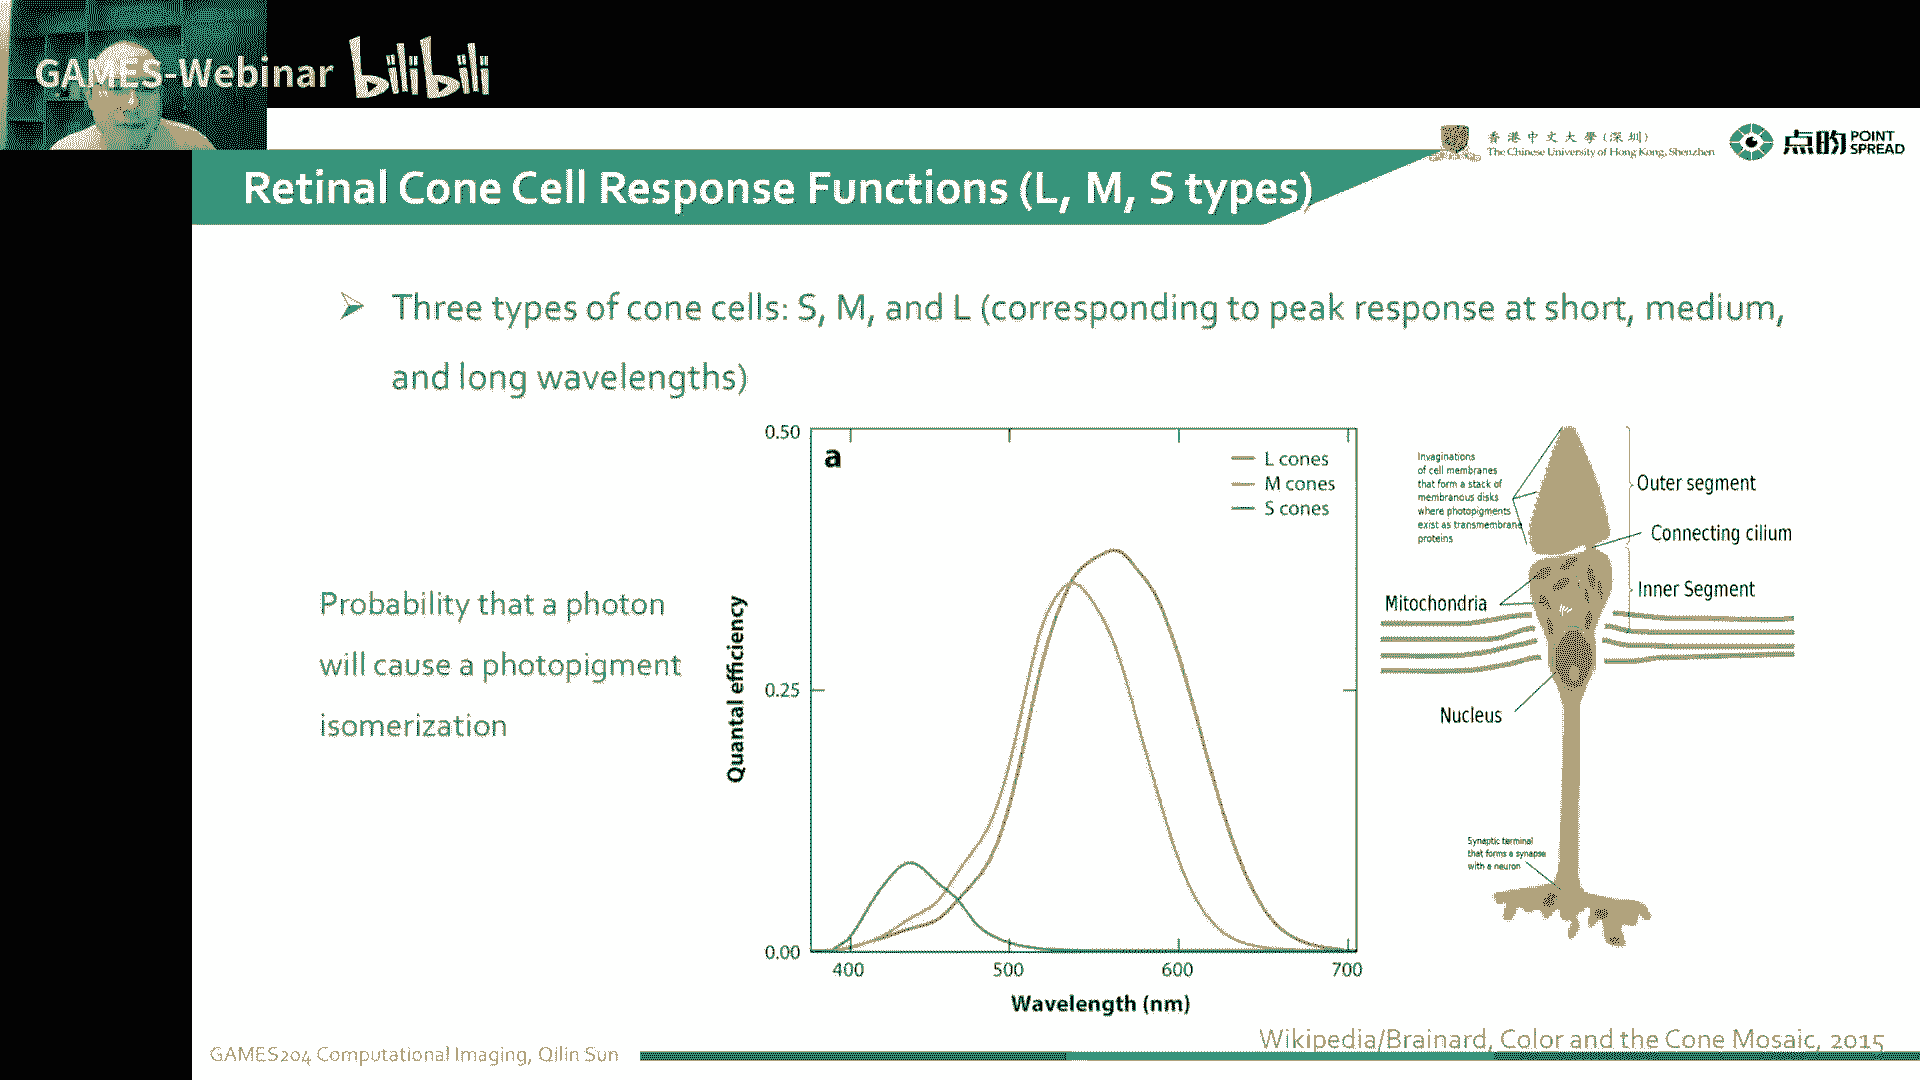 GAMES-Webinar bilibili
香港中文大學(深圳)
The Chinese University of Hong Kong, Shenzhen
点昀 POINT
SPREAD
Retinal Cone Cell Response Functions (L, M, S types)
Three types of cone cells: S, M, and L (corresponding to peak response at short, medium,
and long wavelengths)
Probability that a photon
will cause a photopigment
isomerization
0.50
0.25
0.00
a
L cones
M cones
S cones
Quantal efficiency
400 500 600 700
Wavelength (nm)
Invaginations
of cell membranes
that form a stack of
membranous disks
where photopigments
exist as transmembrane
proteins
Outer segment
Connecting cilium
Inner Segment
Mitochondria
Nucleus
Synaptic terminal
that forms a synapse
with a neuron
Wikipedia/Brainard, Color and the Cone Mosaic, 2015
GAMES204 Computational Imaging, Qilin Sun